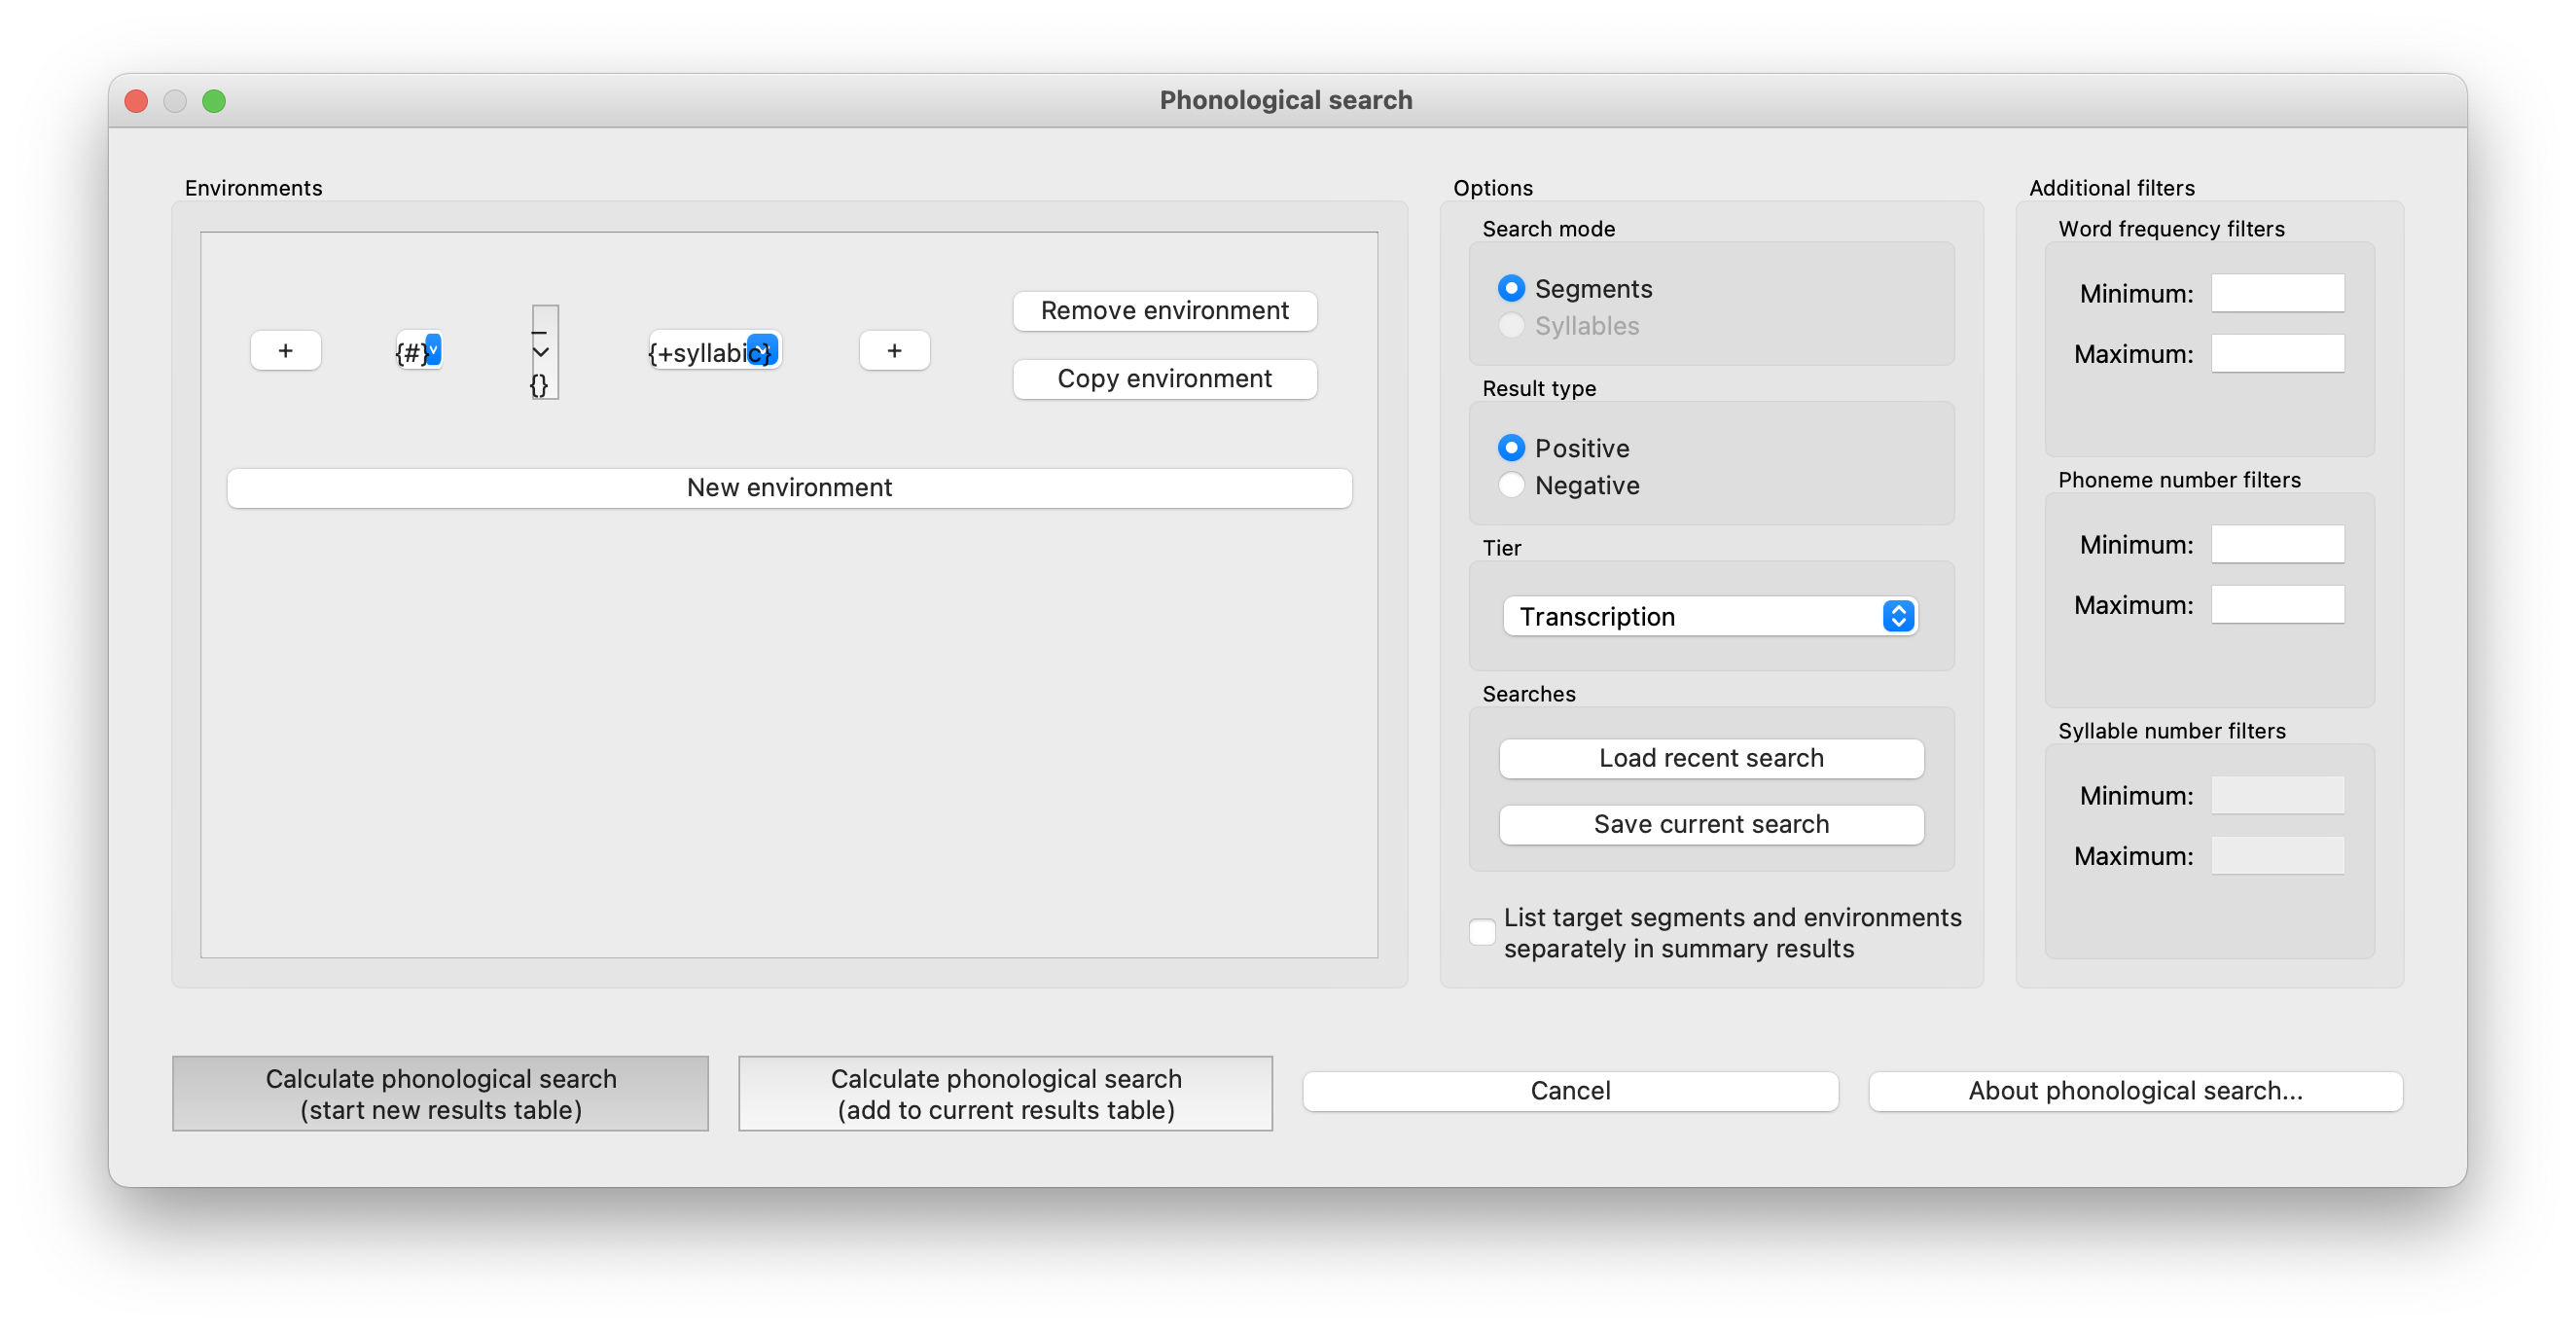 Phonological search
Environments
+
{#}
_
{}
{+syllabic}
+
Remove environment
Copy environment
New environment
Options
Search mode
Segments
Syllables
Result type
Positive
Negative
Tier
Transcription
Searches
Load recent search
Save current search
List target segments and environments
separately in summary results
Additional filters
Word frequency filters
Minimum:
Maximum:
Phoneme number filters
Minimum:
Maximum:
Syllable number filters
Minimum:
Maximum:
Calculate phonological search
(start new results table)
Calculate phonological search
(add to current results table)
Cancel
About phonological search...